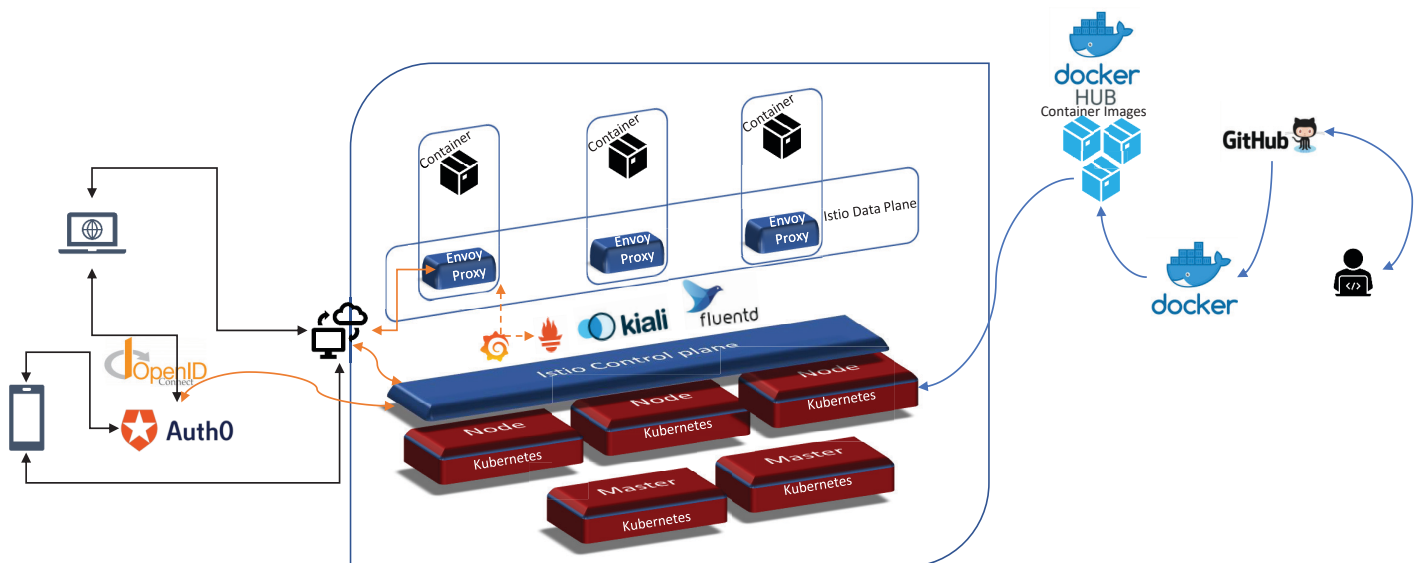 docker
HUB
Container Images
GitHub
docker
</>
Container
Container
Container
Istio Data Plane
Envoy
Proxy
Envoy
Proxy
Envoy
Proxy
kiali
fluentd
Istio Control plane
Node
Kubernetes
Node
Kubernetes
Node
Kubernetes
Master
Kubernetes
Master
Kubernetes
OpenID
Connect
Auth0